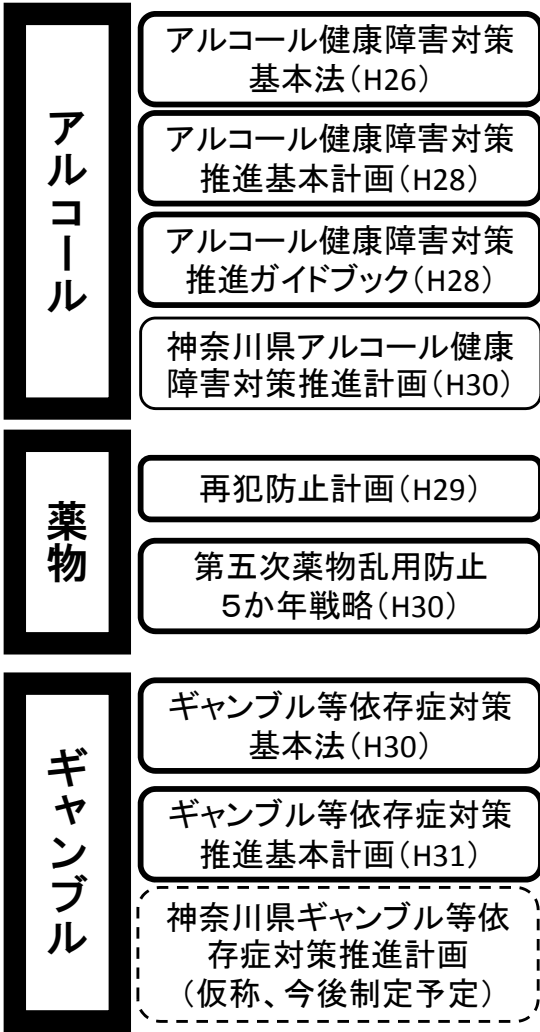 アルコール
アルコール健康障害対策
基本法（H26）
アルコール健康障害対策
推進基本計画（H28）
アルコール健康障害対策
推進ガイドブック（H28）
神奈川県アルコール健康
障害対策推進計画（H30）
薬物
再犯防止計画（H29）
第五次薬物乱用防止
５か年戦略（H30）
ギャンブル
ギャンブル等依存症対策
基本法（H30）
ギャンブル等依存症対策
推進基本計画（H31）
神奈川県ギャンブル等依
存症対策推進計画
（仮称、今後制定予定）